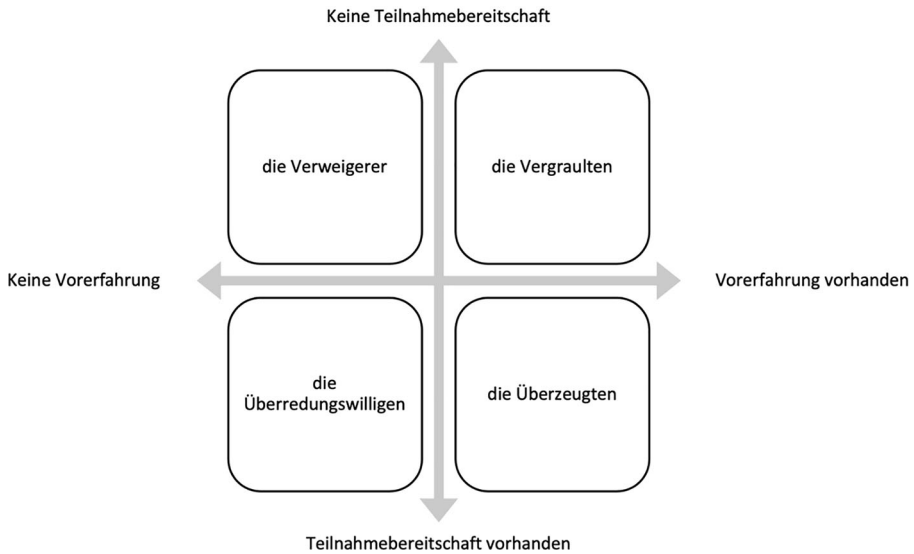 Keine Teilnahmebereitschaft
die Verweigerer
die Vergraulten
Keine Vorerfahrung
Vorerfahrung vorhanden
die
Überredungswilligen
die Überzeugten
Teilnahmebereitschaft vorhanden